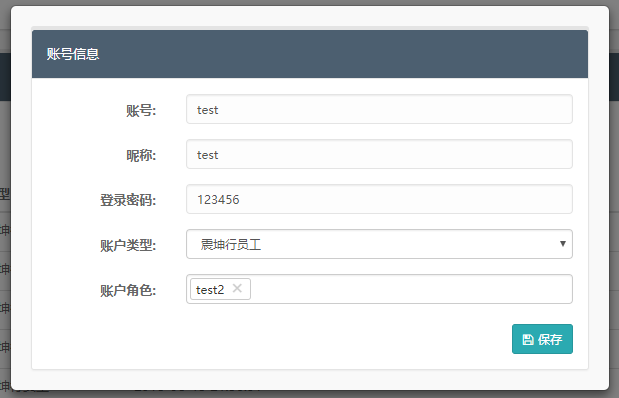 账号信息
账号: test
昵称: test
登录密码: 123456
账户类型: 震坤行员工
账户角色: test2 ×
保存